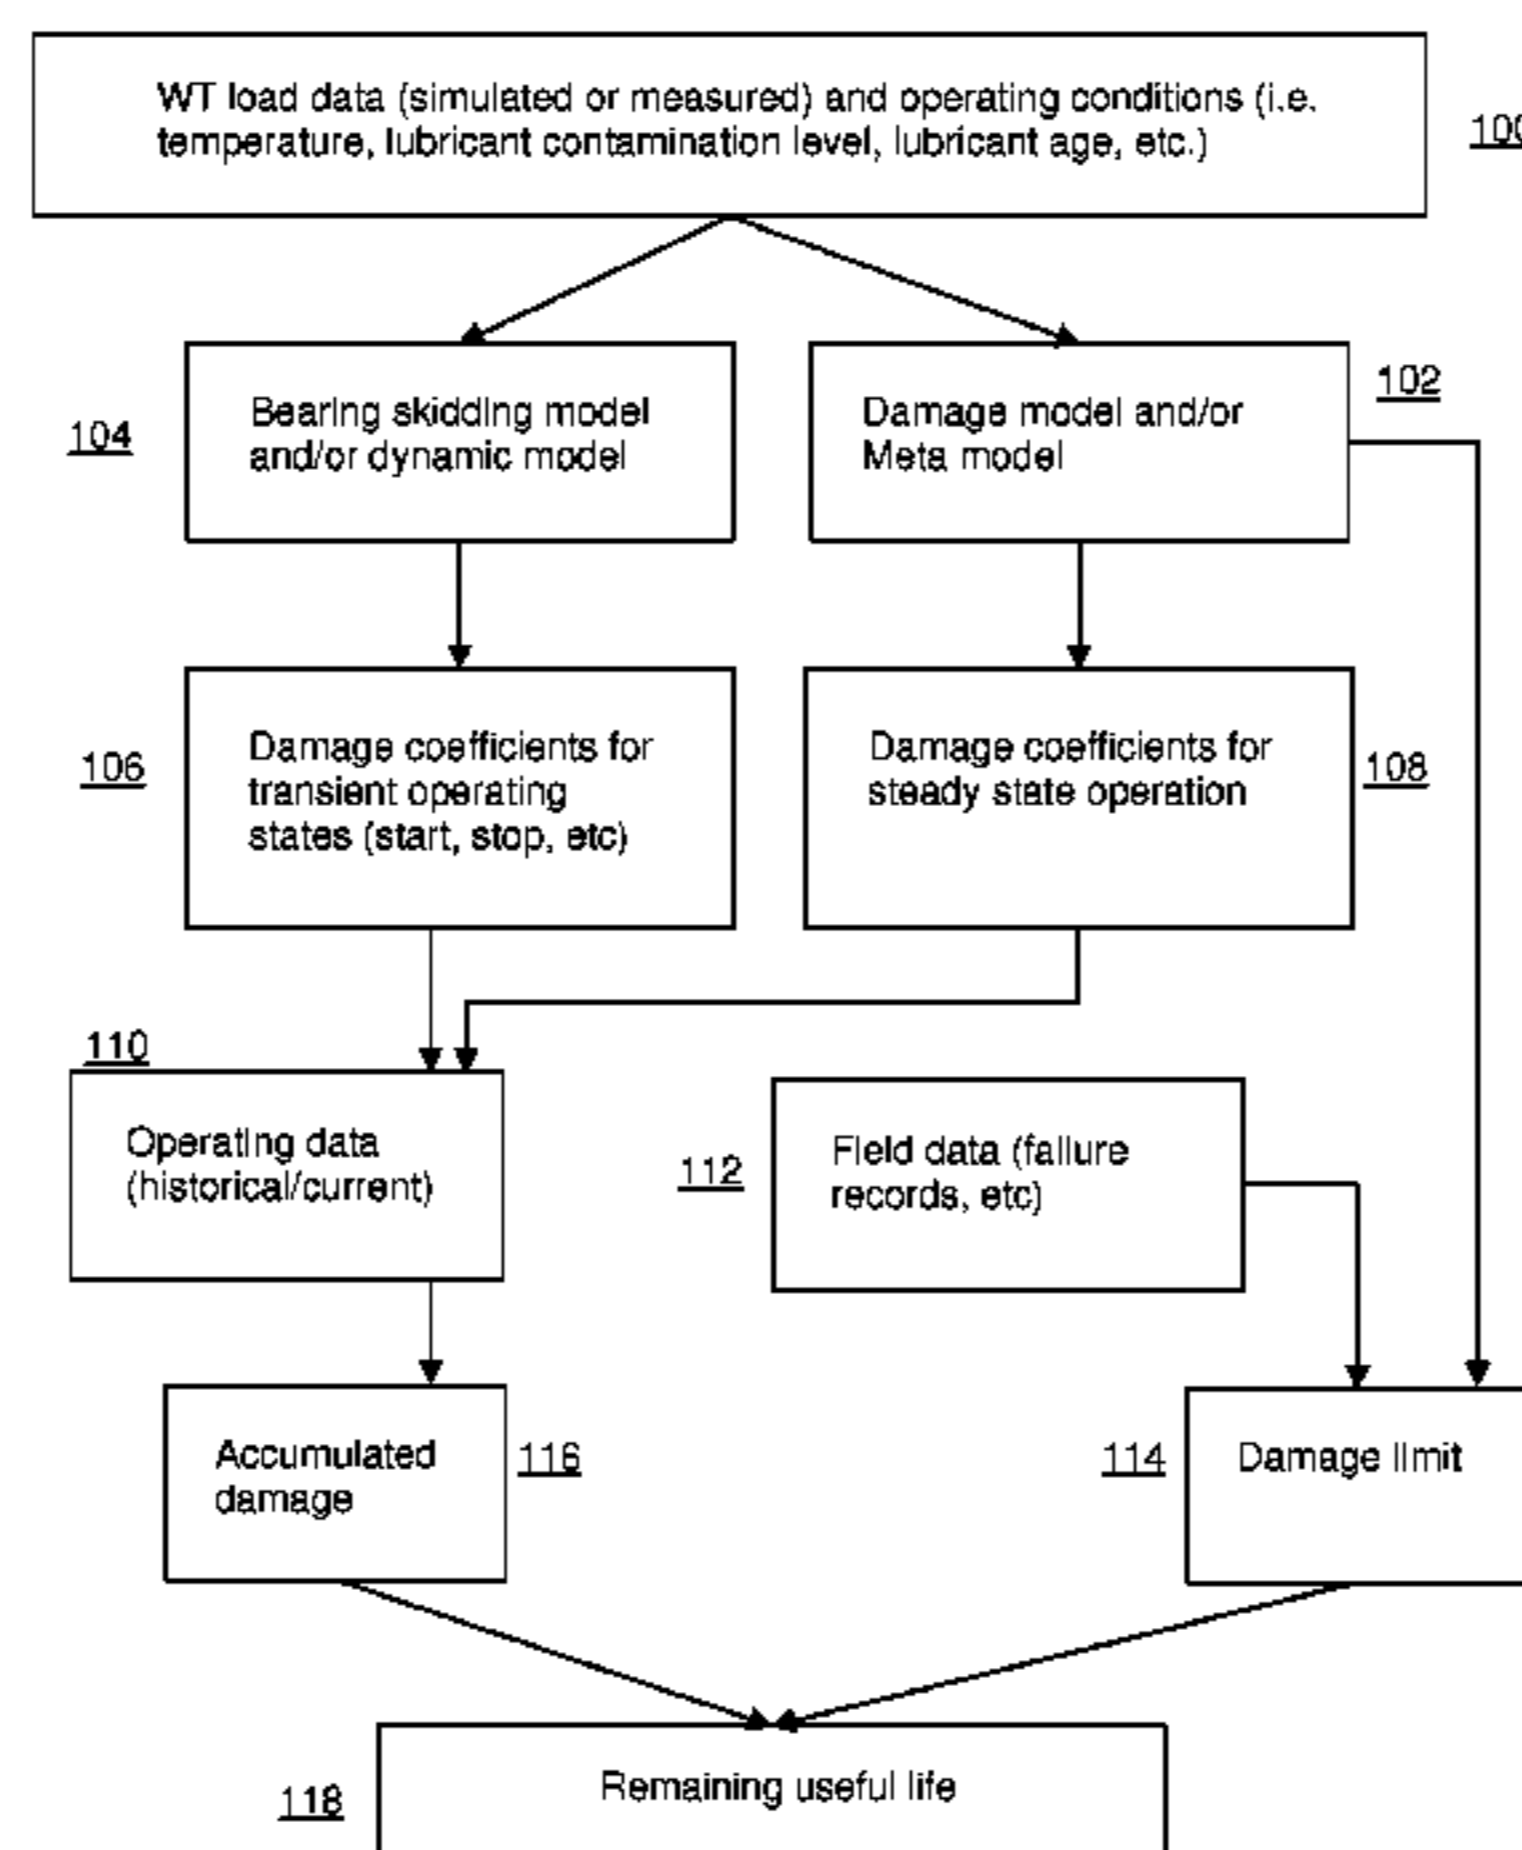 WT load data (simulated or measured) and operating conditions (i.e.
temperature, lubricant contamination level, lubricant age, etc.)
100
104
Bearing skidding model
and/or dynamic model
Damage model and/or
Meta model
102
106
Damage coefficients for
transient operating
states (start, stop, etc)
Damage coefficients for
steady state operation
108
110
Operating data
(historical/current)
112
Field data (failure
records, etc)
Accumulated
damage
116
114
Damage limit
118
Remaining useful life